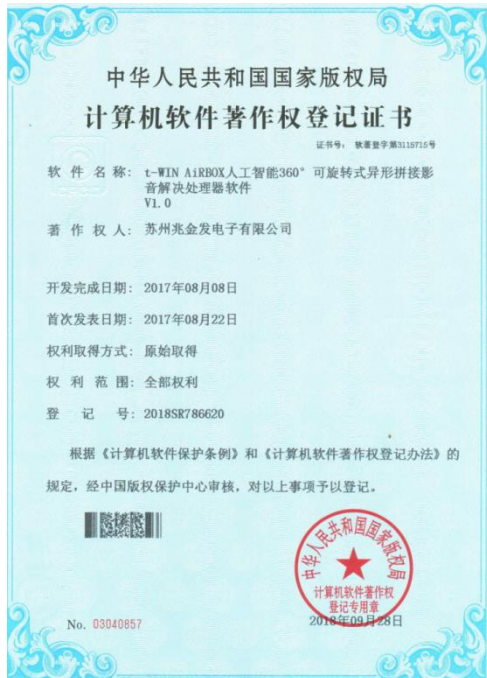 中华人民共和国国家版权局
计算机软件著作权登记证书
证书号： 软著登字第3115715号
软 件 名 称： t-WIN AiRBOX人工智能360°可旋转式异形拼接影
音解决处理器软件
V1.0
著 作 权 人： 苏州兆金发电子有限公司
开发完成日期： 2017年08月08日
首次发表日期： 2017年08月22日
权利取得方式： 原始取得
权 利 范 围： 全部权利
登 记 号： 2018SR786620
根据《计算机软件保护条例》和《计算机软件著作权登记办法》的
规定，经中国版权保护中心审核，对以上事项予以登记。
中华人民共和国国家版权局
计算机软件著作权
登记专用章
No. 03040857
2018年09月28日